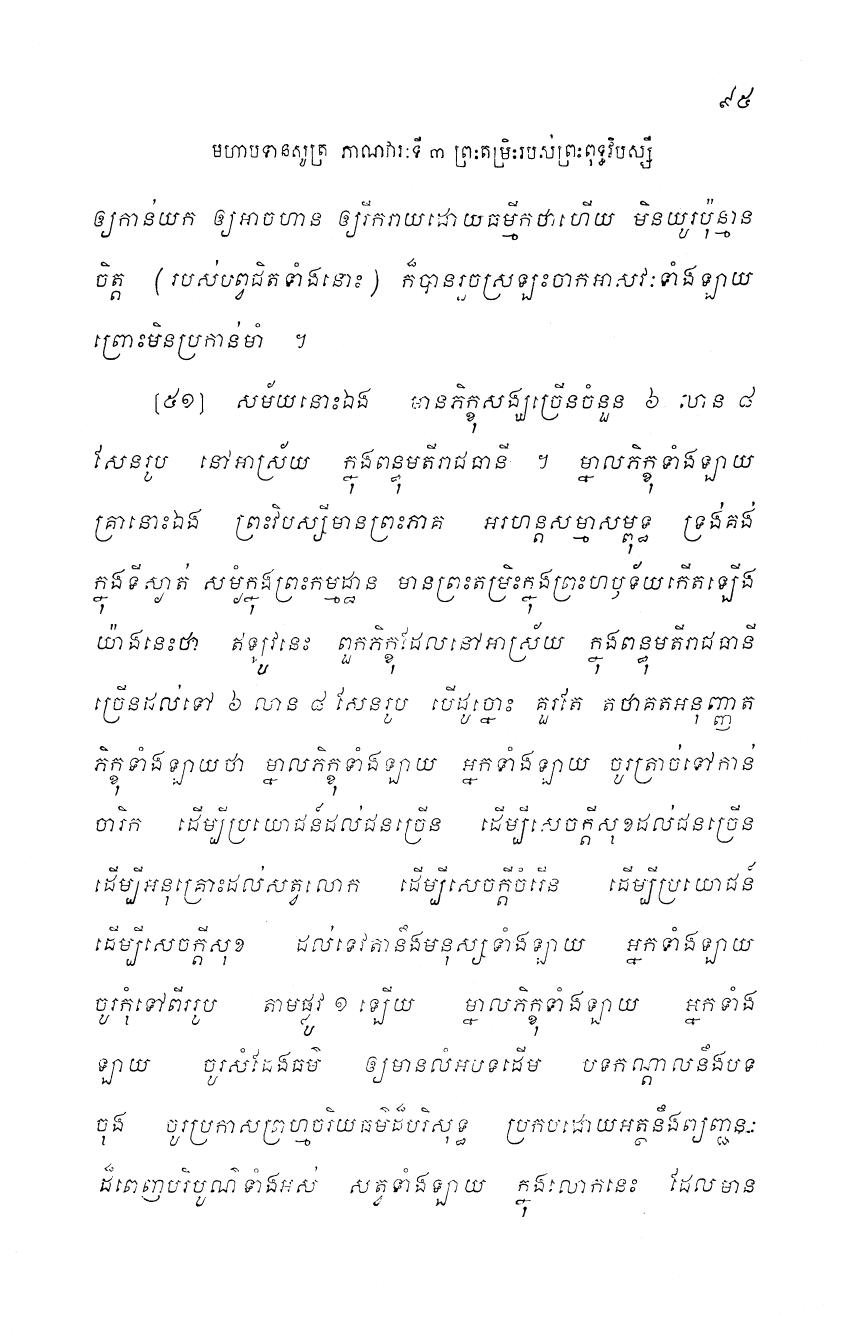 ៩៥
មហាបទានសូត្រ ភាណវារៈទី ៣ ព្រះតម្រិះរបស់ព្រះពុទ្ធវិបស្សី
ឲ្យកាន់យក ឲ្យអាចហាន ឲ្យរីករាយដោយធម្មីកថាហើយ មិនយូរប៉ុន្មាន
ចិត្ត (របស់បព្វជិតទាំងនោះ) ក៏បានរួចស្រឡះចាកអាសវៈទាំងឡាយ
ព្រោះមិនប្រកាន់មាំ ។
[៥១] សម័យនោះឯង មានភិក្ខុសង្ឃច្រើនចំនួន ៦ លាន ៨
សែនរូប នៅអាស្រ័យ ក្នុងពន្ធុមតីរាជធានី ។ ម្នាលភិក្ខុទាំងឡាយ
គ្រានោះឯង ព្រះវិបស្សីមានព្រះភាគ អរហន្តសម្មាសម្ពុទ្ធ ទ្រង់គង់
ក្នុងទីស្ងាត់ សម្ងំក្នុងព្រះកម្មដ្ឋាន មានព្រះតម្រិះក្នុងព្រះហឫទ័យកើតឡើង
យ៉ាងនេះថា ឥឡូវនេះ ពួកភិក្ខុដែលនៅអាស្រ័យ ក្នុងពន្ធុមតីរាជធានី
ច្រើនដល់ទៅ ៦ លាន ៨ សែនរូប បើដូច្នោះ គួរតែ តថាគតអនុញ្ញាត
ភិក្ខុទាំងឡាយថា ម្នាលភិក្ខុទាំងឡាយ អ្នកទាំងឡាយ ចូរត្រាច់ទៅកាន់
ចារិក ដើម្បីប្រយោជន៍ដល់ជនច្រើន ដើម្បីសេចក្តីសុខដល់ជនច្រើន
ដើម្បីអនុគ្រោះដល់សត្វលោក ដើម្បីសេចក្តីចំរើន ដើម្បីប្រយោជន៍
ដើម្បីសេចក្តីសុខ ដល់ទេវតានឹងមនុស្សទាំងឡាយ អ្នកទាំងឡាយ
ចូរកុំទៅពីររូប តាមផ្លូវ ១ ឡើយ ម្នាលភិក្ខុទាំងឡាយ អ្នកទាំង
ឡាយ ចូរសំដែងធម៌ ឲ្យមានលំអបទដើម បទកណ្តាលនឹងបទ
ចុង ចូរប្រកាសព្រហ្មចរិយធម៌ដ៏បរិសុទ្ធ ប្រកបដោយអត្ថនឹងព្យញ្ជនៈ
ដ៏ពេញបរិបូណ៌ទាំងអស់ សត្វទាំងឡាយ ក្នុងលោកនេះ ដែលមាន